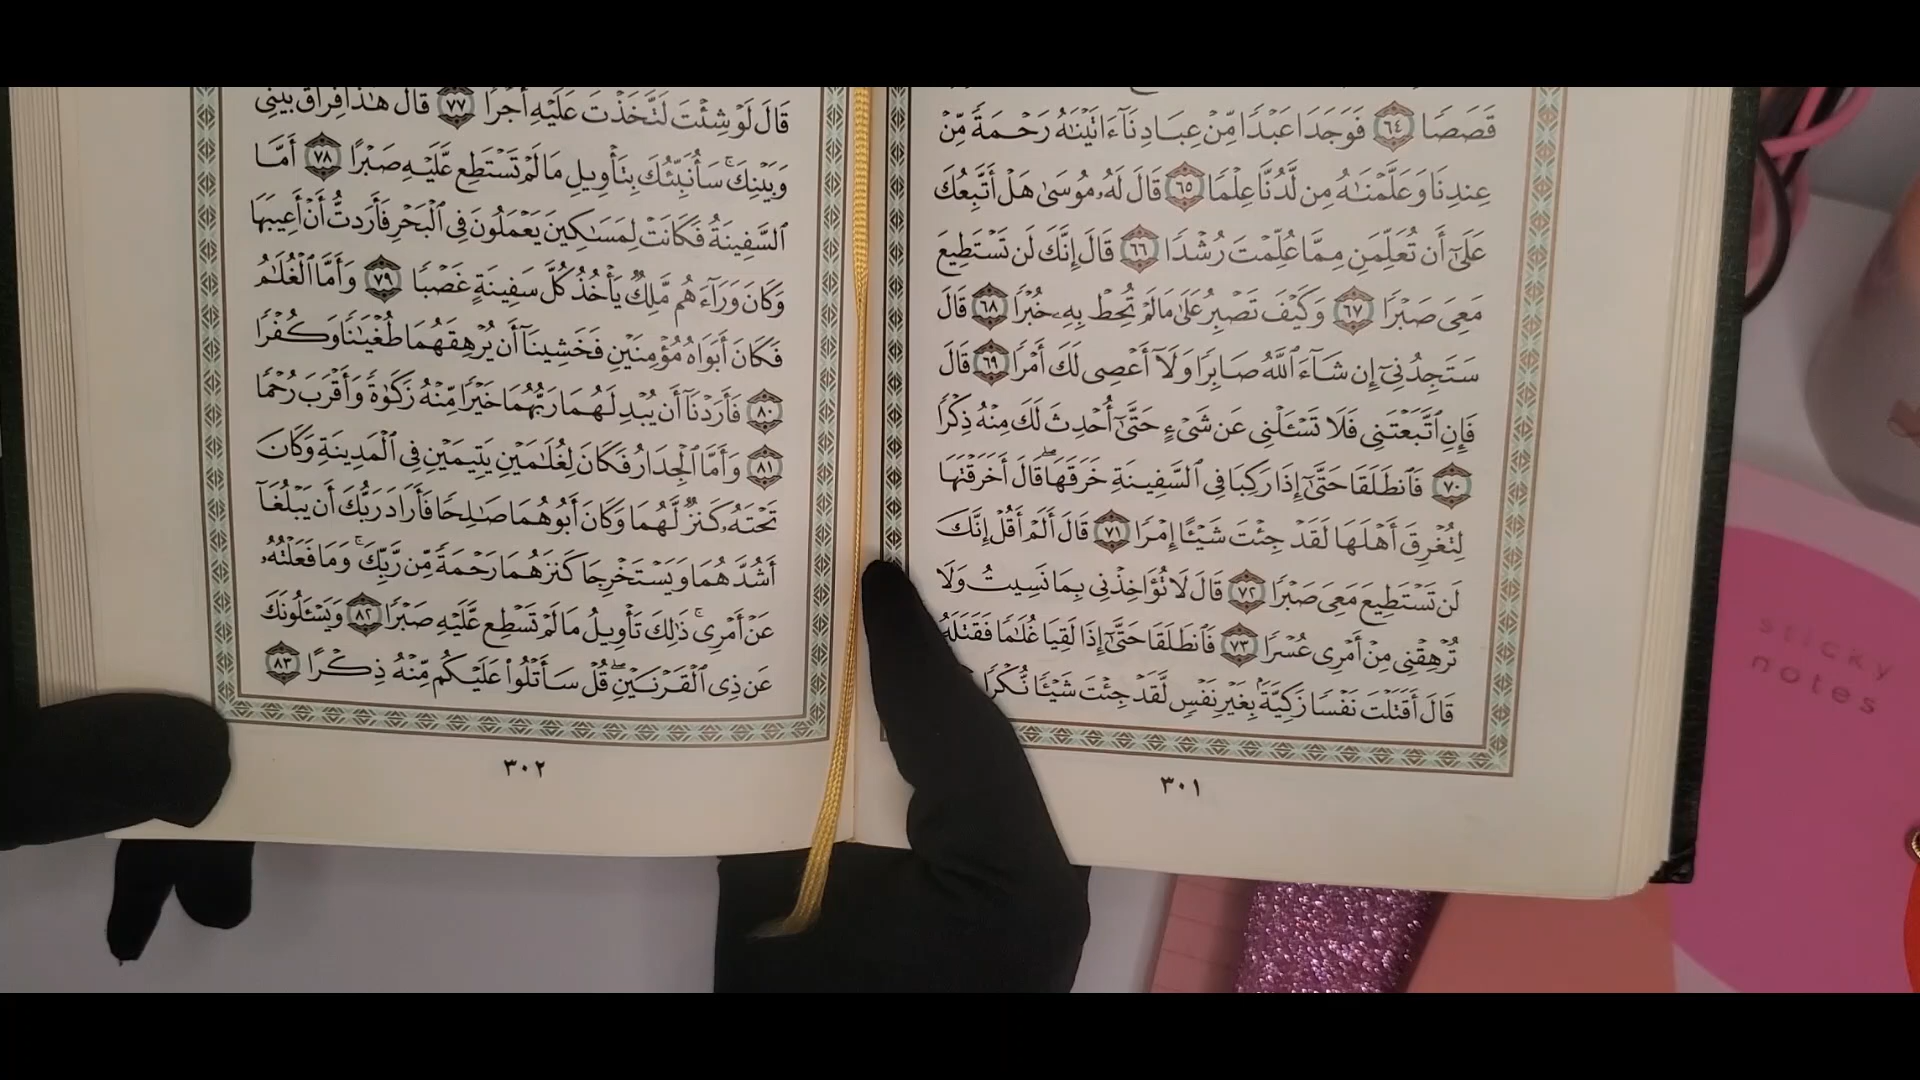 قَصَصٗا ٦٤ فَوَجَدَا عَبۡدٗا مِّنۡ عِبَادِنَآ ءَاتَيۡنَٰهُ رَحۡمَةٗ مِّنۡ
عِندِنَا وَعَلَّمۡنَٰهُ مِن لَّدُنَّا عِلۡمٗا ٦٥ قَالَ لَهُۥ مُوسَىٰ هَلۡ أَتَّبِعُكَ
عَلَىٰٓ أَن تُعَلِّمَنِ مِمَّا عُلِّمۡتَ رُشۡدٗا ٦٦ قَالَ إِنَّكَ لَن تَسۡتَطِيعَ
مَعِيَ صَبۡرٗا ٦٧ وَكَيۡفَ تَصۡبِرُ عَلَىٰ مَا لَمۡ تُحِطۡ بِهِۦ خُبۡرٗا ٦٨ قَالَ
سَتَجِدُنِيٓ إِن شَآءَ ٱللَّهُ صَابِرٗا وَلَآ أَعۡصِي لَكَ أَمۡرٗا ٦٩ قَالَ
فَإِنِ ٱتَّبَعۡتَنِي فَلَا تَسۡـَٔلۡنِي عَن شَيۡءٍ حَتَّىٰٓ أُحۡدِثَ لَكَ مِنۡهُ ذِكۡرٗا
٧٠ فَٱنطَلَقَا حَتَّىٰٓ إِذَا رَكِبَا فِي ٱلسَّفِينَةِ خَرَقَهَاۖ قَالَ أَخَرَقۡتَهَا
لِتُغۡرِقَ أَهۡلَهَا لَقَدۡ جِئۡتَ شَيۡـًٔا إِمۡرٗا ٧١ قَالَ أَلَمۡ أَقُلۡ إِنَّكَ
لَن تَسۡتَطِيعَ مَعِيَ صَبۡرٗا ٧٢ قَالَ لَا تُؤَاخِذۡنِي بِمَا نَسِيتُ وَلَا
تُرۡهِقۡنِي مِنۡ أَمۡرِي عُسۡرٗا ٧٣ فَٱنطَلَقَا حَتَّىٰٓ إِذَا لَقِيَا غُلَٰمٗا فَقَتَلَهُۥ
قَالَ أَقَتَلۡتَ نَفۡسٗا زَكِيَّةَۢ بِغَيۡرِ نَفۡسٖ لَّقَدۡ جِئۡتَ شَيۡـٔٗا نُّكۡرٗا
٣٠١
قَالَ لَوۡ شِئۡتَ لَتَّخَذۡتَ عَلَيۡهِ أَجۡرٗا ٧٧ قَالَ هَٰذَا فِرَاقُ بَيۡنِي
وَبَيۡنِكَۚ سَأُنَبِّئُكَ بِتَأۡوِيلِ مَا لَمۡ تَسۡتَطِع عَّلَيۡهِ صَبۡرًا ٧٨ أَمَّا
ٱلسَّفِينَةُ فَكَانَتۡ لِمَسَٰكِينَ يَعۡمَلُونَ فِي ٱلۡبَحۡرِ فَأَرَدتُّ أَنۡ أَعِيبَهَا
وَكَانَ وَرَآءَهُم مَّلِكٞ يَأۡخُذُ كُلَّ سَفِينَةٍ غَصۡبٗا ٧٩ وَأَمَّا ٱلۡغُلَٰمُ
فَكَانَ أَبَوَاهُ مُؤۡمِنَيۡنِ فَخَشِينَآ أَن يُرۡهِقَهُمَا طُغۡيَٰنٗا وَكُفۡرٗا
٨٠ فَأَرَدۡنَآ أَن يُبۡدِلَهُمَا رَبُّهُمَا خَيۡرٗا مِّنۡهُ زَكَوٰةٗ وَأَقۡرَبَ رُحۡمٗا
٨١ وَأَمَّا ٱلۡجِدَارُ فَكَانَ لِغُلَٰمَيۡنِ يَتِيمَيۡنِ فِي ٱلۡمَدِينَةِ وَكَانَ
تَحۡتَهُۥ كَنزٞ لَّهُمَا وَكَانَ أَبُوهُمَا صَٰلِحٗا فَأَرَادَ رَبُّكَ أَن يَبۡلُغَآ
أَشُدَّهُمَا وَيَسۡتَخۡرِجَا كَنزَهُمَا رَحۡمَةٗ مِّن رَّبِّكَۚ وَمَا فَعَلۡتُهُۥ
عَنۡ أَمۡرِيۚ ذَٰلِكَ تَأۡوِيلُ مَا لَمۡ تَسۡطِع عَّلَيۡهِ صَبۡرٗا ٨٢ وَيَسۡـَٔلُونَكَ
عَن ذِي ٱلۡقَرۡنَيۡنِۖ قُلۡ سَأَتۡلُواْ عَلَيۡكُم مِّنۡهُ ذِكۡرًا ٨٣
٣٠٢
sticky
notes